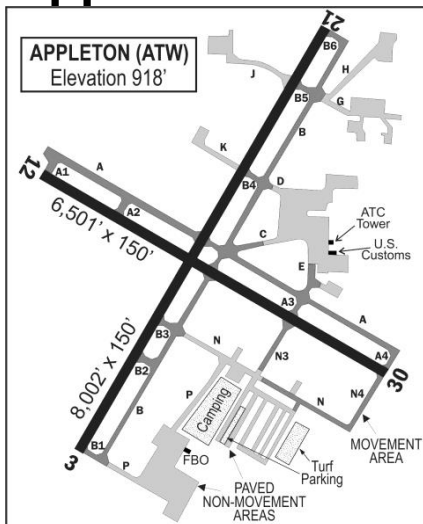 APPLETON (ATW)
Elevation 918'
21
B6
J
H
B5
G
B
K
B4
D
12
A1
A
A2
6,501' x 150'
C
ATC
Tower
U.S.
Customs
E
A3
A
A4
30
8,002' x 150'
B3
N
N3
B2
P
Camping
N
N4
B
MOVEMENT
AREA
B1
3
P
FBO
Turf
Parking
PAVED
NON-MOVEMENT
AREAS